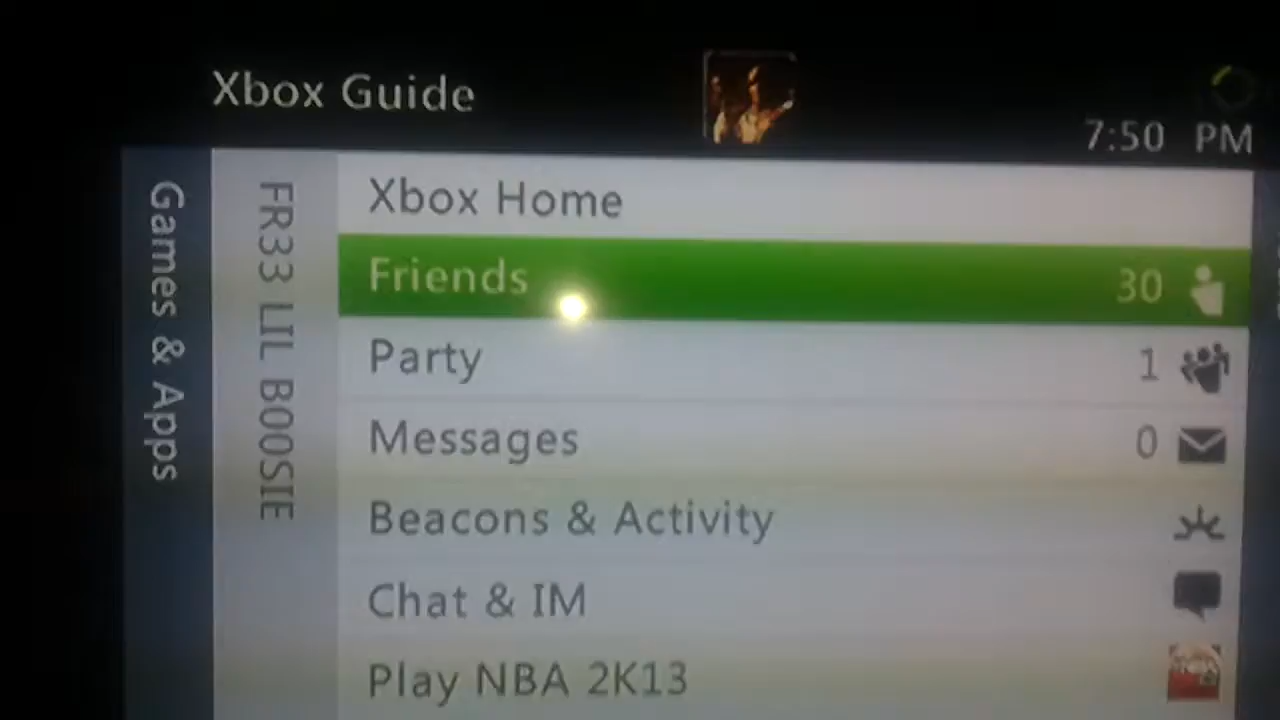 Xbox Guide
7:50 PM
Games & Apps
FR33 LIL B00SIE
Xbox Home
Friends 30
Party 1
Messages 0
Beacons & Activity
Chat & IM
Play NBA 2K13